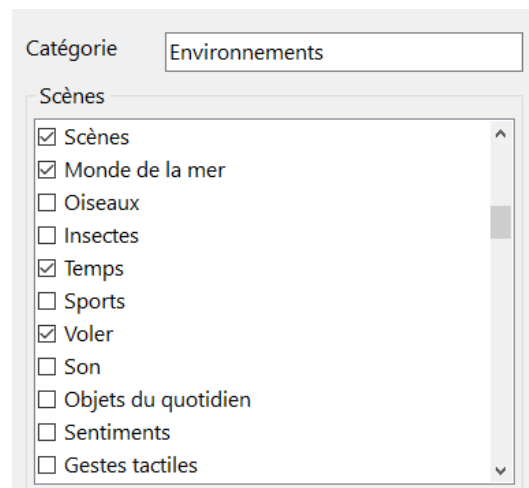 Catégorie Environnements
Scènes
Scènes
Monde de la mer
Oiseaux
Insectes
Temps
Sports
Voler
Son
Objets du quotidien
Sentiments
Gestes tactiles